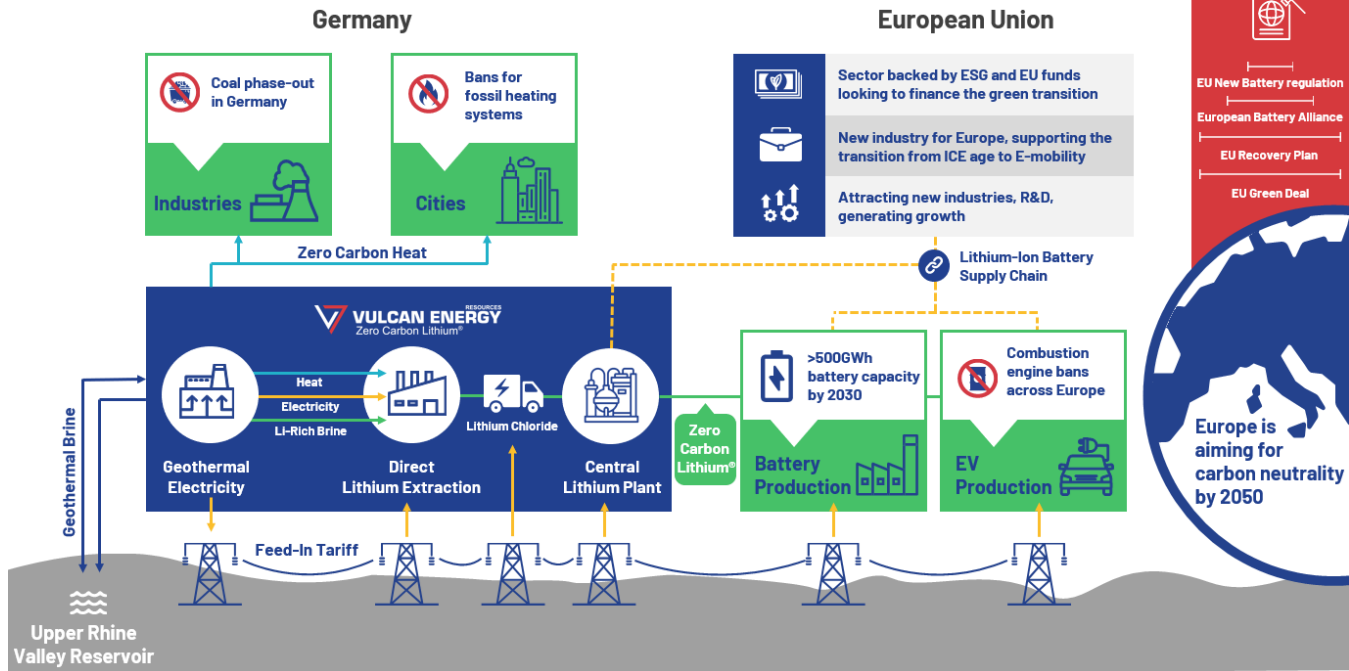 Germany
European Union
Coal phase-out
in Germany
Industries
Bans for
fossil heating
systems
Cities
Sector backed by ESG and EU funds
looking to finance the green transition
New industry for Europe, supporting the
transition from ICE age to E-mobility
Attracting new industries, R&D,
generating growth
EU New Battery regulation
European Battery Alliance
EU Recovery Plan
EU Green Deal
Zero Carbon Heat
Lithium-Ion Battery
Supply Chain
RESOURCES
VULCAN ENERGY
Zero Carbon Lithium®
Heat
Electricity
Li-Rich Brine
Lithium Chloride
Geothermal
Electricity
Direct
Lithium Extraction
Central
Lithium Plant
Zero
Carbon
Lithium®
>500GWh
battery capacity
by 2030
Battery
Production
Combustion
engine bans
across Europe
EV
Production
Europe is
aiming for
carbon neutrality
by 2050
Geothermal Brine
Feed-In Tariff
Upper Rhine
Valley Reservoir